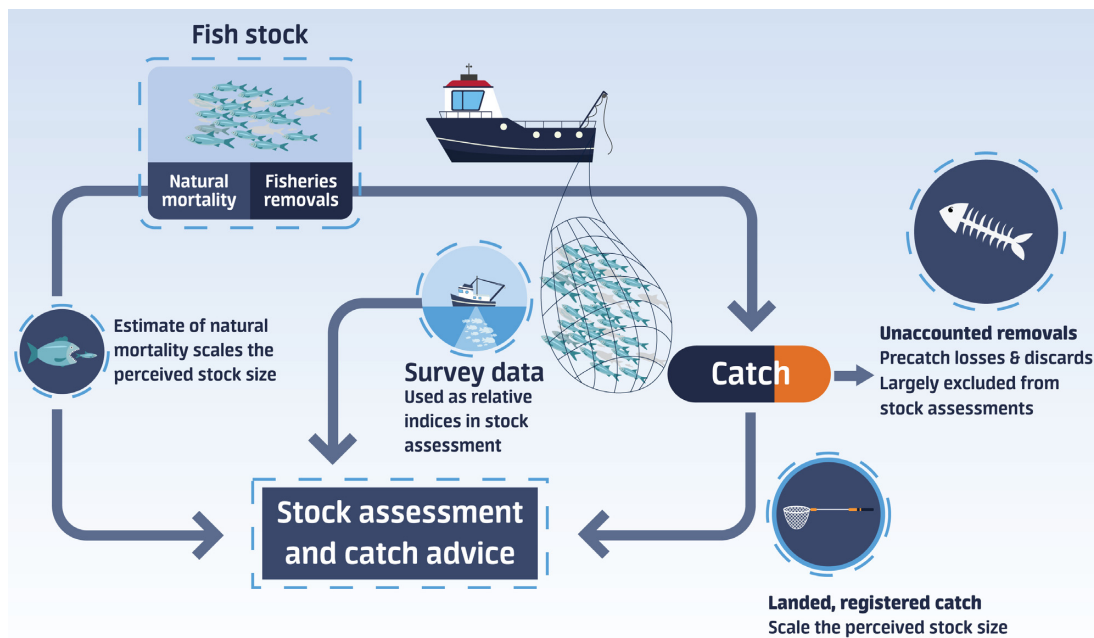 Fish stock
Natural
mortality
Fisheries
removals
Estimate of natural
mortality scales the
perceived stock size
Survey data
Used as relative
indices in stock
assessment
Catch
Unaccounted removals
Precatch losses & discards
Largely excluded from
stock assessments
Stock assessment
and catch advice
Landed, registered catch
Scale the perceived stock size